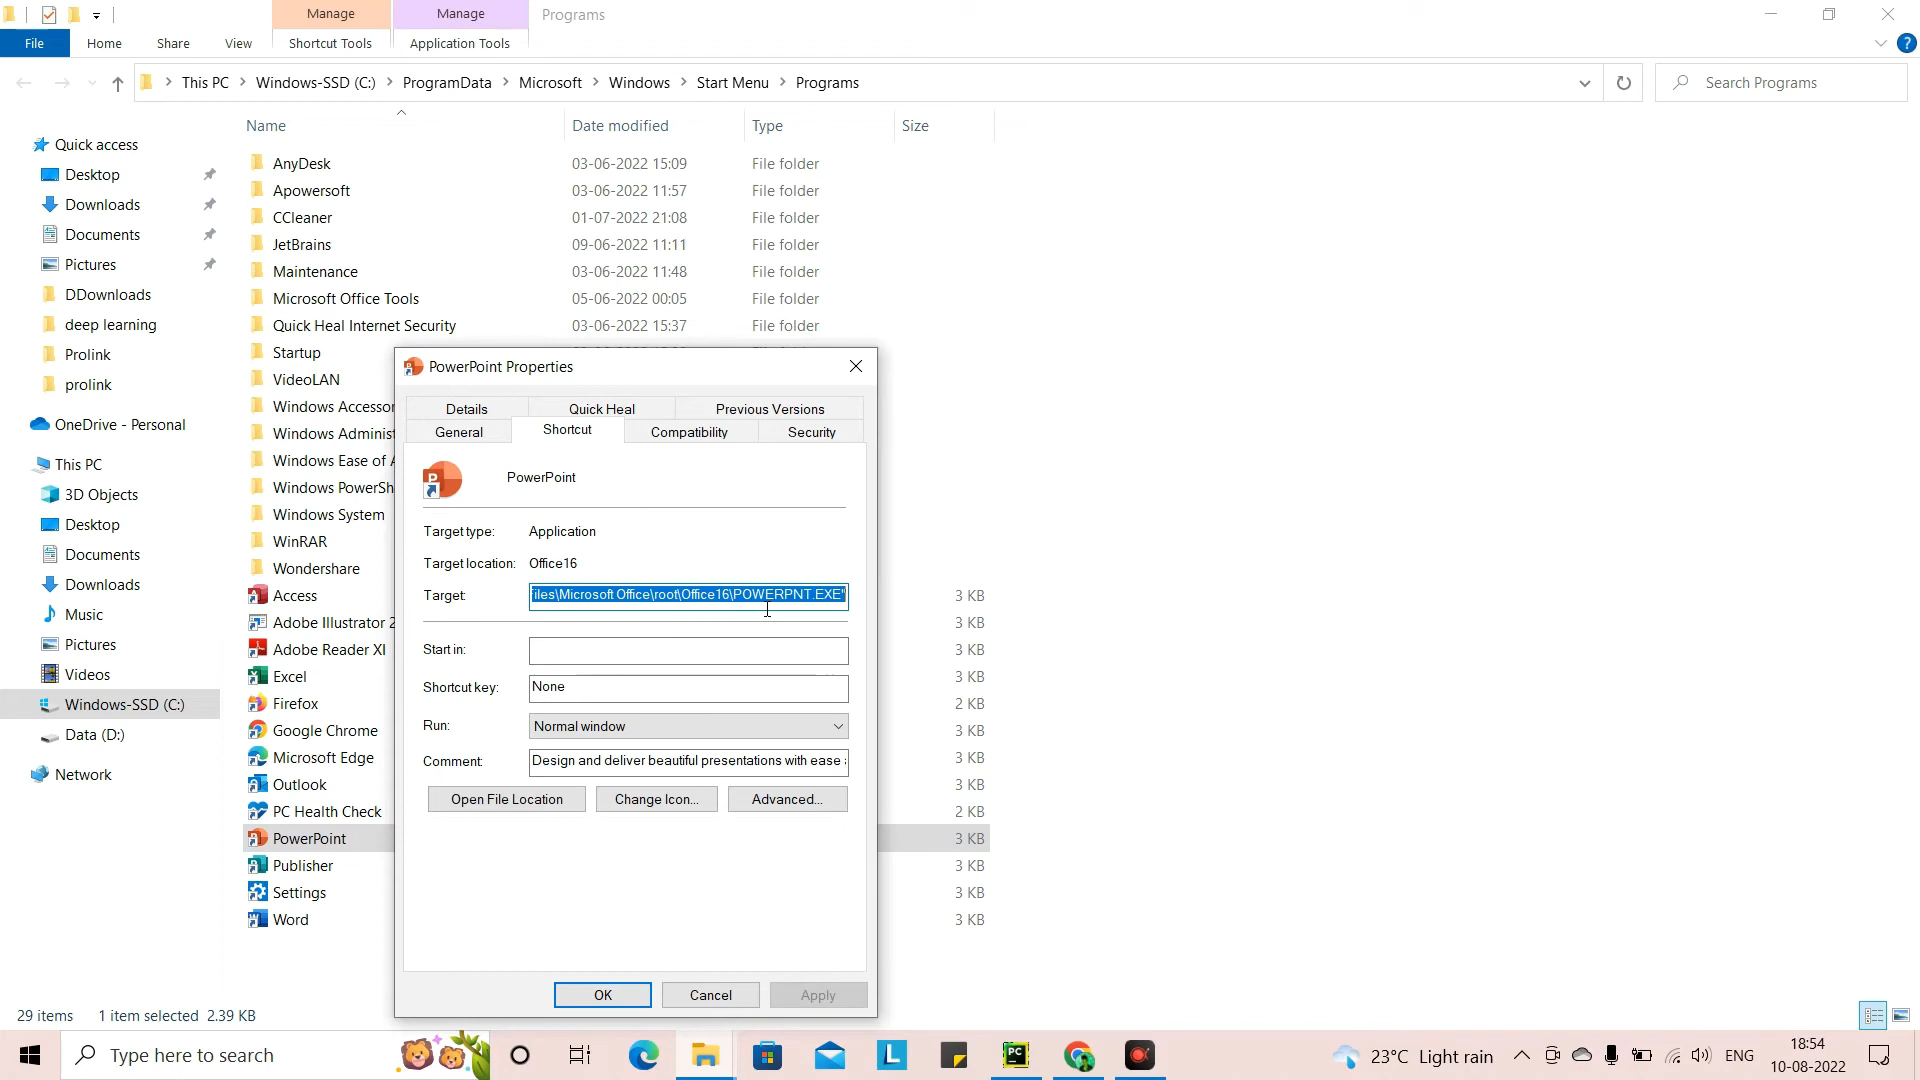 Manage Manage Programs
File Home Share View Shortcut Tools Application Tools
This PC Windows-SSD (C:) ProgramData Microsoft Windows Start Menu Programs Search Programs
Name Date modified Type Size
Quick access
Desktop
Downloads
Documents
Pictures
DDownloads
deep learning
Prolink
prolink
OneDrive - Personal
This PC
3D Objects
Desktop
Documents
Downloads
Music
Pictures
Videos
Windows-SSD (C:)
Data (D:)
Network
AnyDesk 03-06-2022 15:09 File folder
Apowersoft 03-06-2022 11:57 File folder
CCleaner 01-07-2022 21:08 File folder
JetBrains 09-06-2022 11:11 File folder
Maintenance 03-06-2022 11:48 File folder
Microsoft Office Tools 05-06-2022 00:05 File folder
Quick Heal Internet Security 03-06-2022 15:37 File folder
Startup
VideoLAN
Windows Accessor
Windows Administ
Windows Ease of A
Windows PowerSh
Windows System
WinRAR
Wondershare
Access 3 KB
Adobe Illustrator 2 3 KB
Adobe Reader XI 3 KB
Excel 3 KB
Firefox 2 KB
Google Chrome 3 KB
Microsoft Edge 3 KB
Outlook 3 KB
PC Health Check 2 KB
PowerPoint 3 KB
Publisher 3 KB
Settings 3 KB
Word 3 KB
PowerPoint Properties
Details Quick Heal Previous Versions
General Shortcut Compatibility Security
PowerPoint
Target type: Application
Target location: Office16
Target: iles\Microsoft Office\root\Office16\POWERPNT.EXE"
Start in:
Shortcut key: None
Run: Normal window
Comment: Design and deliver beautiful presentations with ease
Open File Location Change Icon... Advanced...
OK Cancel Apply
29 items 1 item selected 2.39 KB
Type here to search
23°C Light rain ENG 18:54
10-08-2022